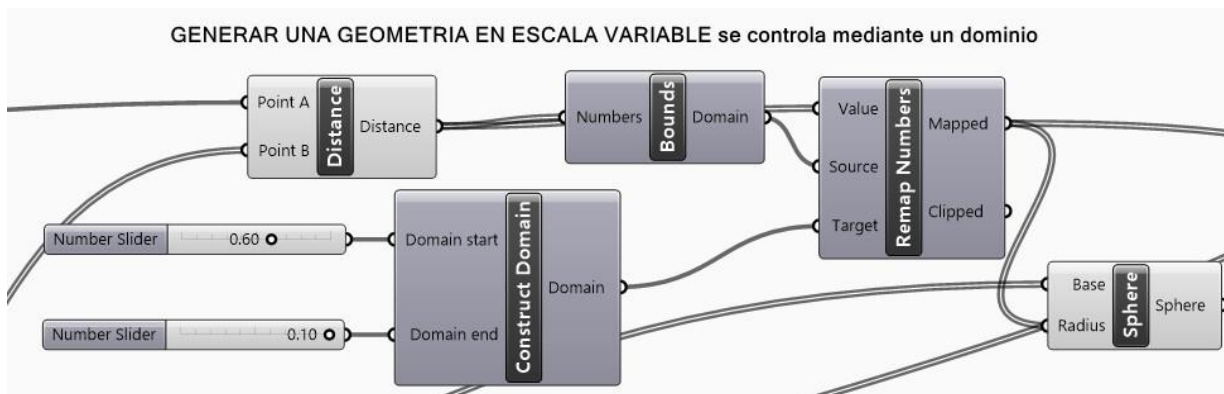 GENERAR UNA GEOMETRIA EN ESCALA VARIABLE se controla mediante un dominio
Point A
Point B
Distance
Distance
Numbers
Bounds
Domain
Value
Source
Target
Remap Numbers
Mapped
Clipped
Number Slider
0.60
Number Slider
0.10
Domain start
Domain end
Construct Domain
Domain
Base
Radius
Sphere
Sphere